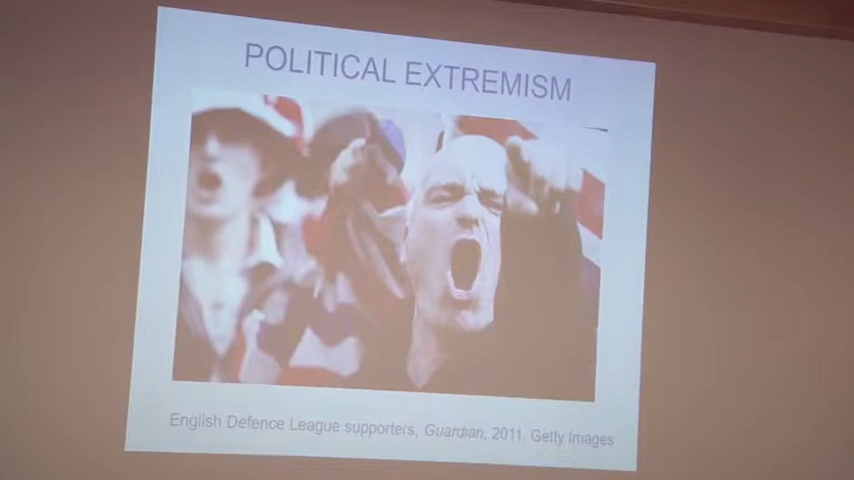 POLITICAL EXTREMISM
English Defence League supporters, Guardian, 2011. Getty Images